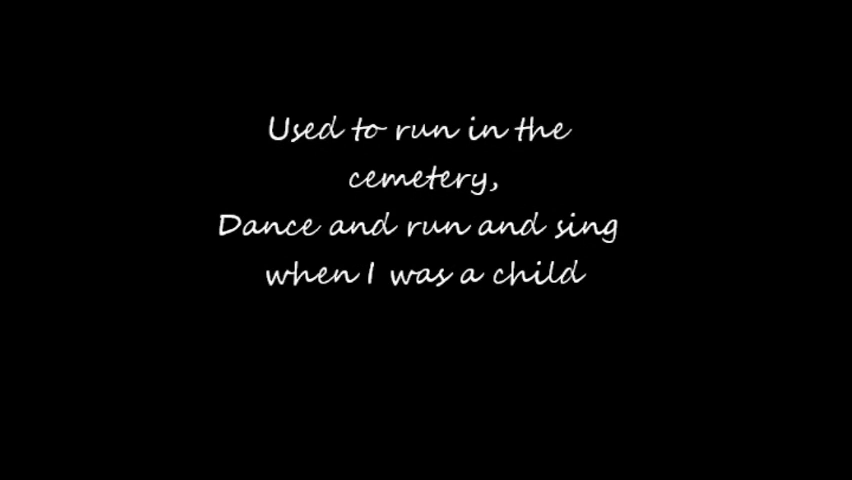 Used to run in the
cemetery,
Dance and run and sing
when I was a child